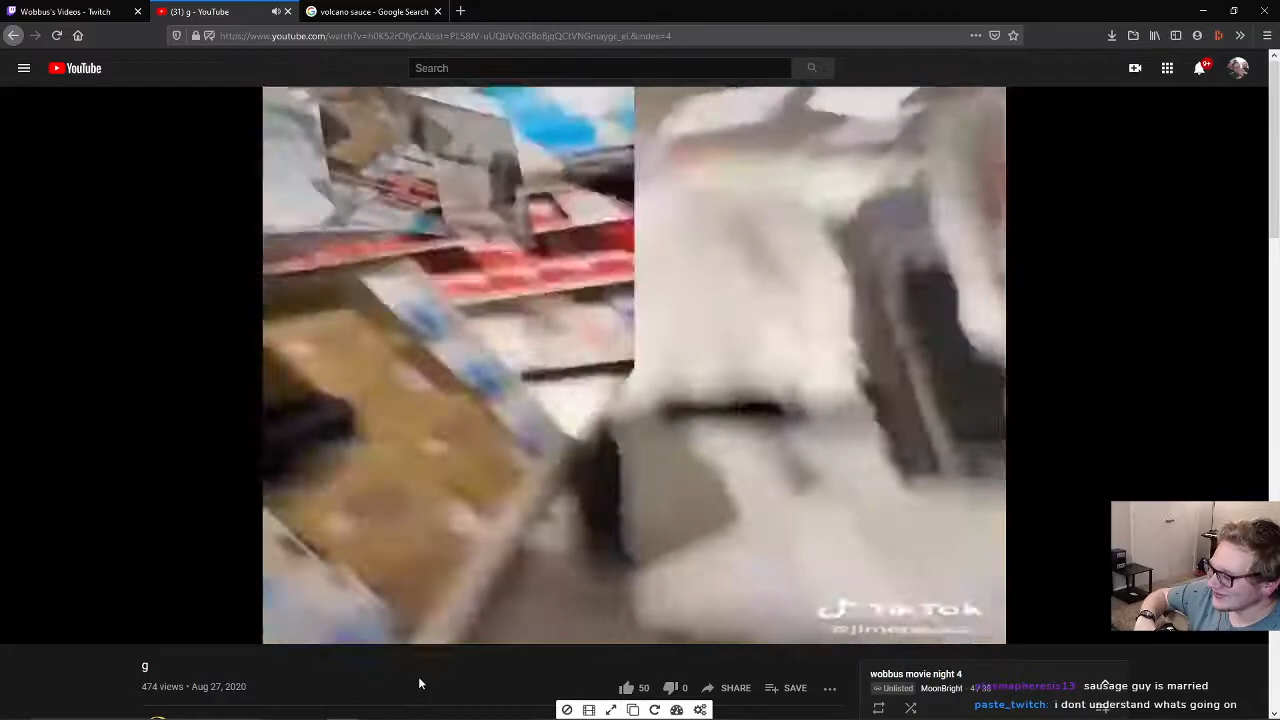 Wobbus's Videos - Twitch
(31) g - YouTube
volcano sauce - Google Search
YouTube
Search
9+
TikTok
g
474 views • Aug 27, 2020
50
0
SHARE
SAVE
wobbus movie night 4
Unlisted
MoonBright
sausage guy is married
paste_twitch: i dont understand whats going on